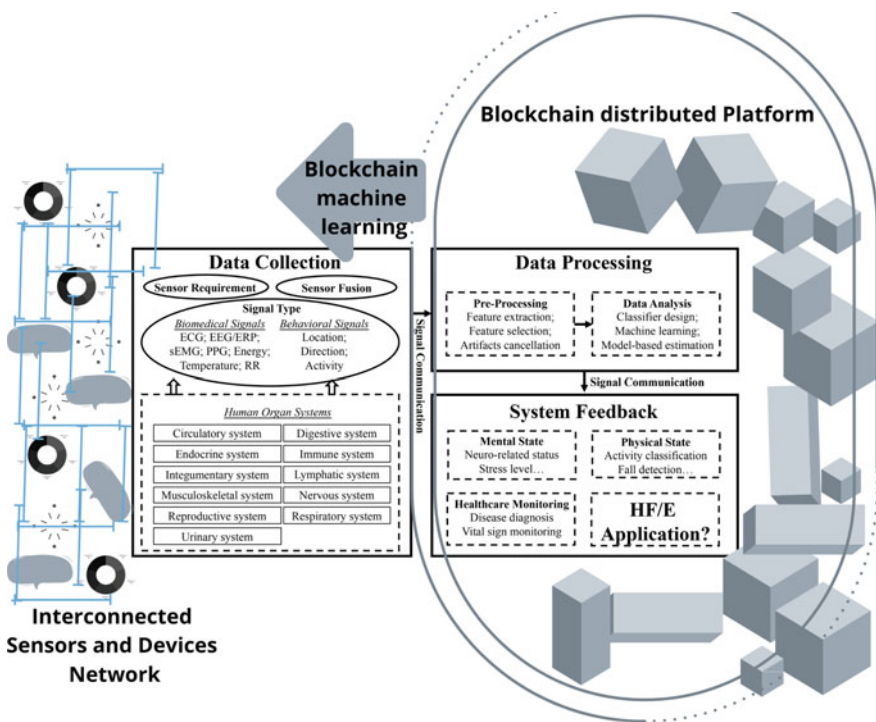 Blockchain distributed Platform
Blockchain
machine
learning
Data Collection
Sensor Requirement
Sensor Fusion
Signal Type
Biomedical Signals
ECG; EEG/ERP;
sEMG; PPG; Energy;
Temperature; RR
Behavioral Signals
Location;
Direction;
Activity
Human Organ Systems
Circulatory system
Digestive system
Endocrine system
Immune system
Integumentary system
Lymphatic system
Musculoskeletal system
Nervous system
Reproductive system
Respiratory system
Urinary system
Signal Communication
Data Processing
Pre-Processing
Feature extraction;
Feature selection;
Artifacts cancellation
Data Analysis
Classifier design;
Machine learning;
Model-based estimation
Signal Communication
System Feedback
Mental State
Neuro-related status
Stress level…
Physical State
Activity classification
Fall detection…
Healthcare Monitoring
Disease diagnosis
Vital sign monitoring
HF/E
Application?
Interconnected
Sensors and Devices
Network